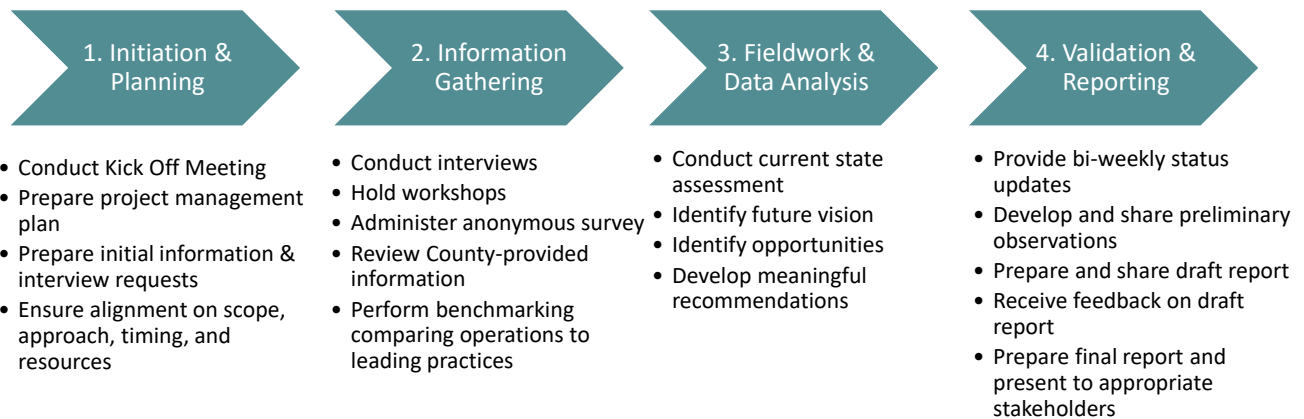 1. Initiation &
Planning
• Conduct Kick Off Meeting
• Prepare project management
plan
• Prepare initial information &
interview requests
• Ensure alignment on scope,
approach, timing, and
resources
2. Information
Gathering
• Conduct interviews
• Hold workshops
• Administer anonymous survey
• Review County-provided
information
• Perform benchmarking
comparing operations to
leading practices
3. Fieldwork &
Data Analysis
• Conduct current state
assessment
• Identify future vision
• Identify opportunities
• Develop meaningful
recommendations
4. Validation &
Reporting
• Provide bi-weekly status
updates
• Develop and share preliminary
observations
• Prepare and share draft report
• Receive feedback on draft
report
• Prepare final report and
present to appropriate
stakeholders